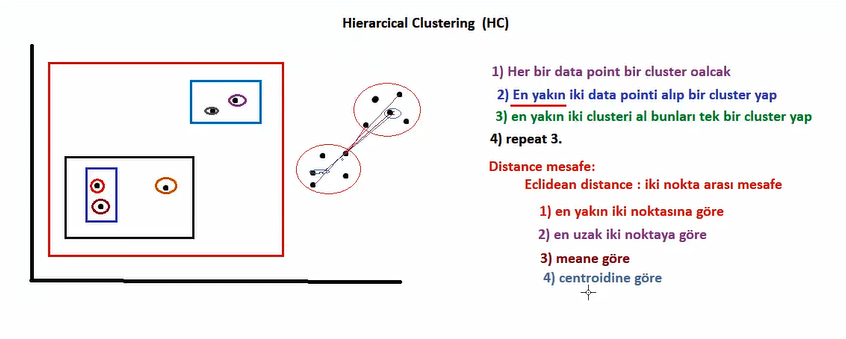 Hierarcical Clustering (HC)
1) Her bir data point bir cluster oalcak
2) En yakın iki data pointi alıp bir cluster yap
3) en yakın iki clusteri al bunları tek bir cluster yap
4) repeat 3.
Distance mesafe:
Eclidean distance : iki nokta arası mesafe
1) en yakın iki noktasına göre
2) en uzak iki noktaya göre
3) meane göre
4) centroidine göre